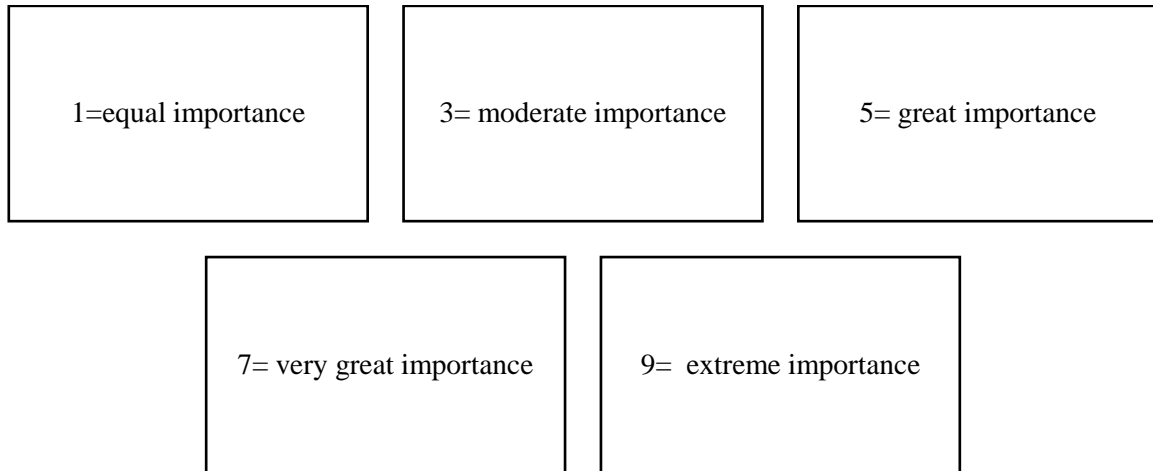 1=equal importance
3= moderate importance
5= great importance
7= very great importance
9=  extreme importance